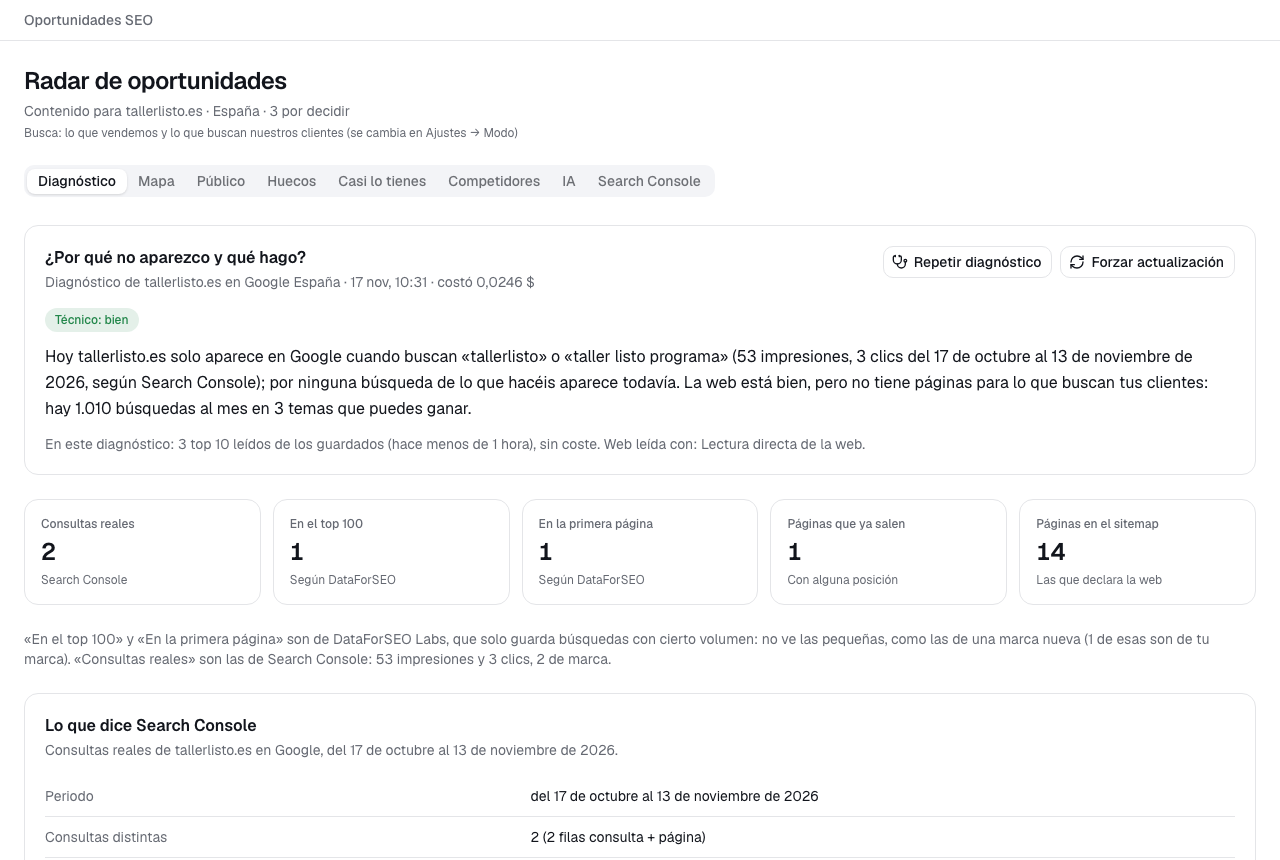 Oportunidades SEO
Radar de oportunidades
Contenido para tallerlisto.es · España · 3 por decidir
Busca: lo que vendemos y lo que buscan nuestros clientes (se cambia en Ajustes → Modo)
Diagnóstico Mapa Público Huecos Casi lo tienes Competidores IA Search Console
¿Por qué no aparezco y qué hago?
Repetir diagnóstico Forzar actualización
Diagnóstico de tallerlisto.es en Google España · 17 nov, 10:31 · costó 0,0246 $
Técnico: bien
Hoy tallerlisto.es solo aparece en Google cuando buscan «tallerlisto» o «taller listo programa» (53 impresiones, 3 clics del 17 de octubre al 13 de noviembre de
2026, según Search Console); por ninguna búsqueda de lo que hacéis aparece todavía. La web está bien, pero no tiene páginas para lo que buscan tus clientes:
hay 1.010 búsquedas al mes en 3 temas que puedes ganar.
En este diagnóstico: 3 top 10 leídos de los guardados (hace menos de 1 hora), sin coste. Web leída con: Lectura directa de la web.
Consultas reales
2
Search Console
En el top 100
1
Según DataForSEO
En la primera página
1
Según DataForSEO
Páginas que ya salen
1
Con alguna posición
Páginas en el sitemap
14
Las que declara la web
«En el top 100» y «En la primera página» son de DataForSEO Labs, que solo guarda búsquedas con cierto volumen: no ve las pequeñas, como las de una marca nueva (1 de esas son de tu
marca). «Consultas reales» son las de Search Console: 53 impresiones y 3 clics, 2 de marca.
Lo que dice Search Console
Consultas reales de tallerlisto.es en Google, del 17 de octubre al 13 de noviembre de 2026.
Periodo del 17 de octubre al 13 de noviembre de 2026
Consultas distintas 2 (2 filas consulta + página)